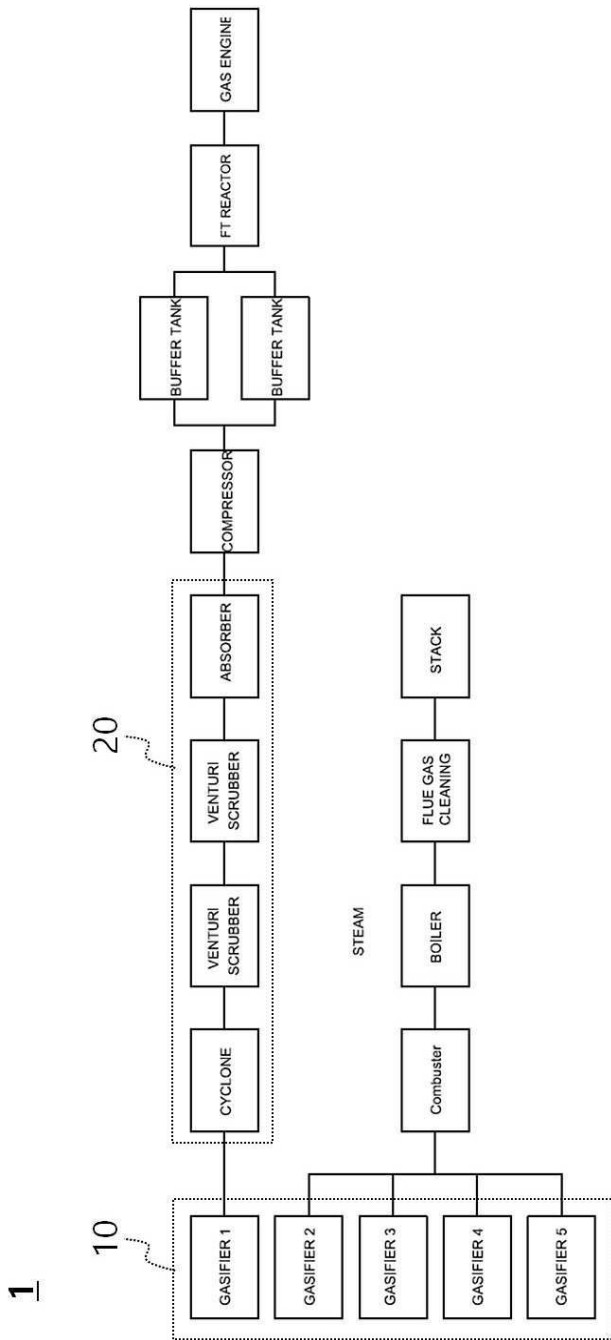 1
10
20
GASIFIER 1
CYCLONE
VENTURI
SCRUBBER
VENTURI
SCRUBBER
ABSORBER
COMPRESSOR
BUFFER TANK
BUFFER TANK
FT REACTOR
GAS ENGINE
GASIFIER 2
GASIFIER 3
GASIFIER 4
GASIFIER 5
STEAM
Combuster
BOILER
FLUE GAS
CLEANING
STACK